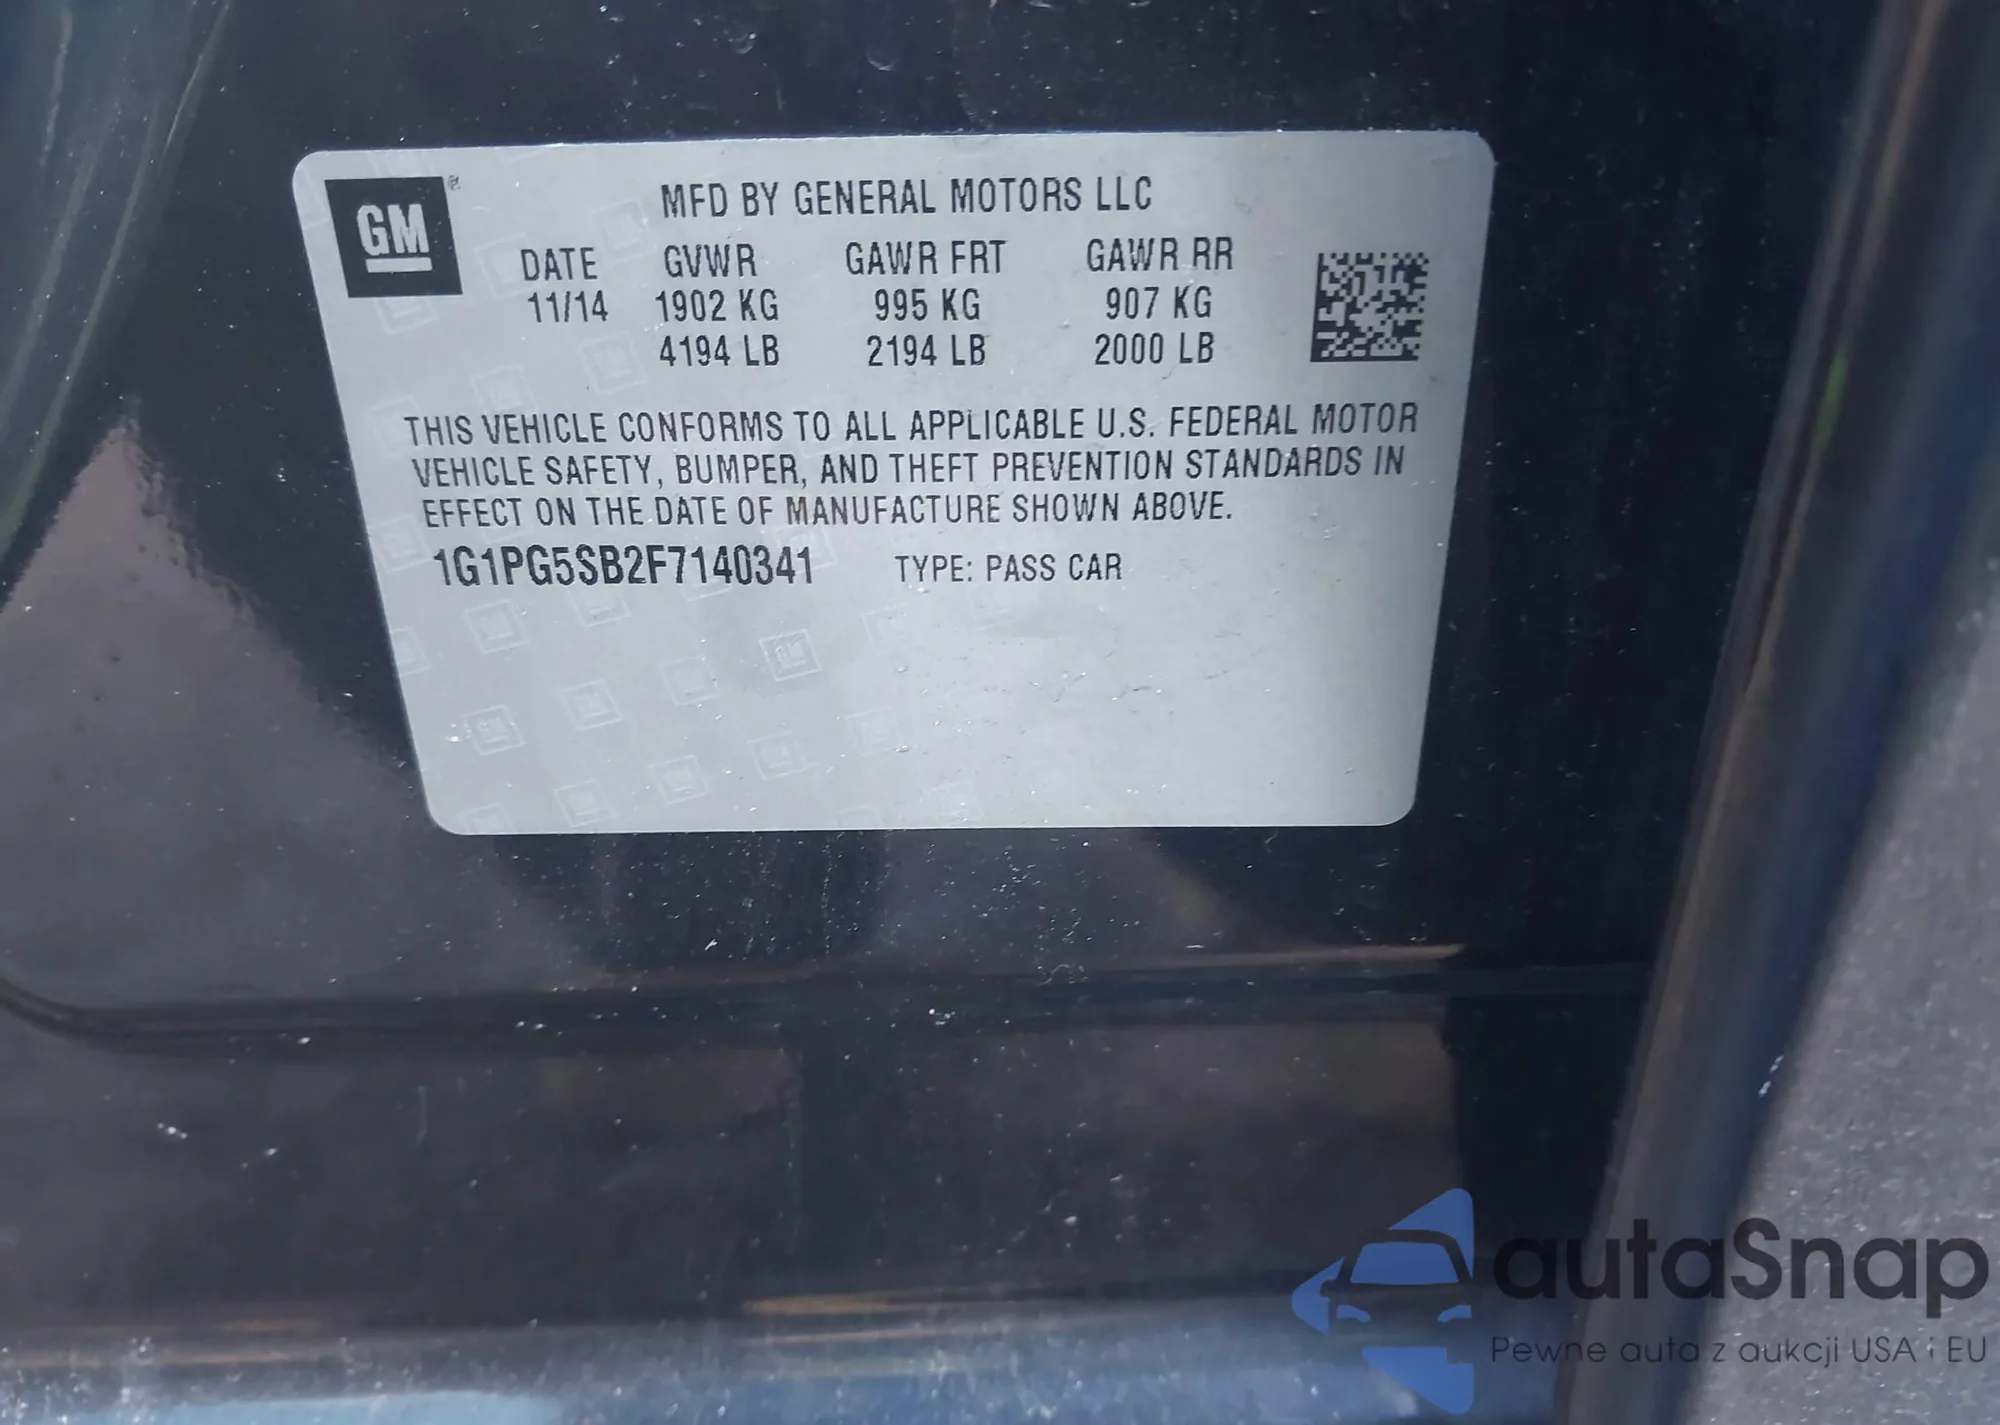 GM ®
MFD BY GENERAL MOTORS LLC
DATE GVWR GAWR FRT GAWR RR
11/14 1902 KG 995 KG 907 KG
4194 LB 2194 LB 2000 LB
THIS VEHICLE CONFORMS TO ALL APPLICABLE U.S. FEDERAL MOTOR
VEHICLE SAFETY, BUMPER, AND THEFT PREVENTION STANDARDS IN
EFFECT ON THE DATE OF MANUFACTURE SHOWN ABOVE.
1G1PG5SB2F7140341 TYPE: PASS CAR
autaSnap
Pewne auta z aukcji USA i EU